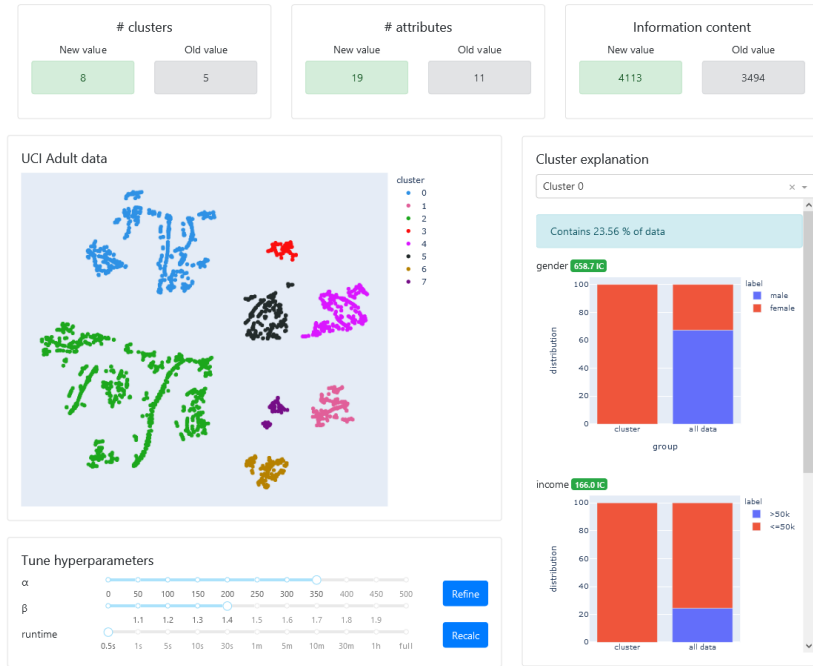 # clusters
New value Old value
8 5
# attributes
New value Old value
19 11
Information content
New value Old value
4113 3494
UCI Adult data
cluster
0
1
2
3
4
5
6
7
Tune hyperparameters
α
0 50 100 150 200 250 300 350 400 450 500
β
1.1 1.2 1.3 1.4 1.5 1.6 1.7 1.8 1.9
runtime
0.5s 1s 5s 10s 30s 1m 5m 10m 30m 1h full
Refine
Recalc
Cluster explanation
Cluster 0 ×
Contains 23.56 % of data
gender 658.7 IC
label
male
female
100
80
60
40
20
0
distribution
cluster all data
group
income 166.0 IC
label
>50k
<=50k
100
80
60
40
20
0
distribution
cluster all data